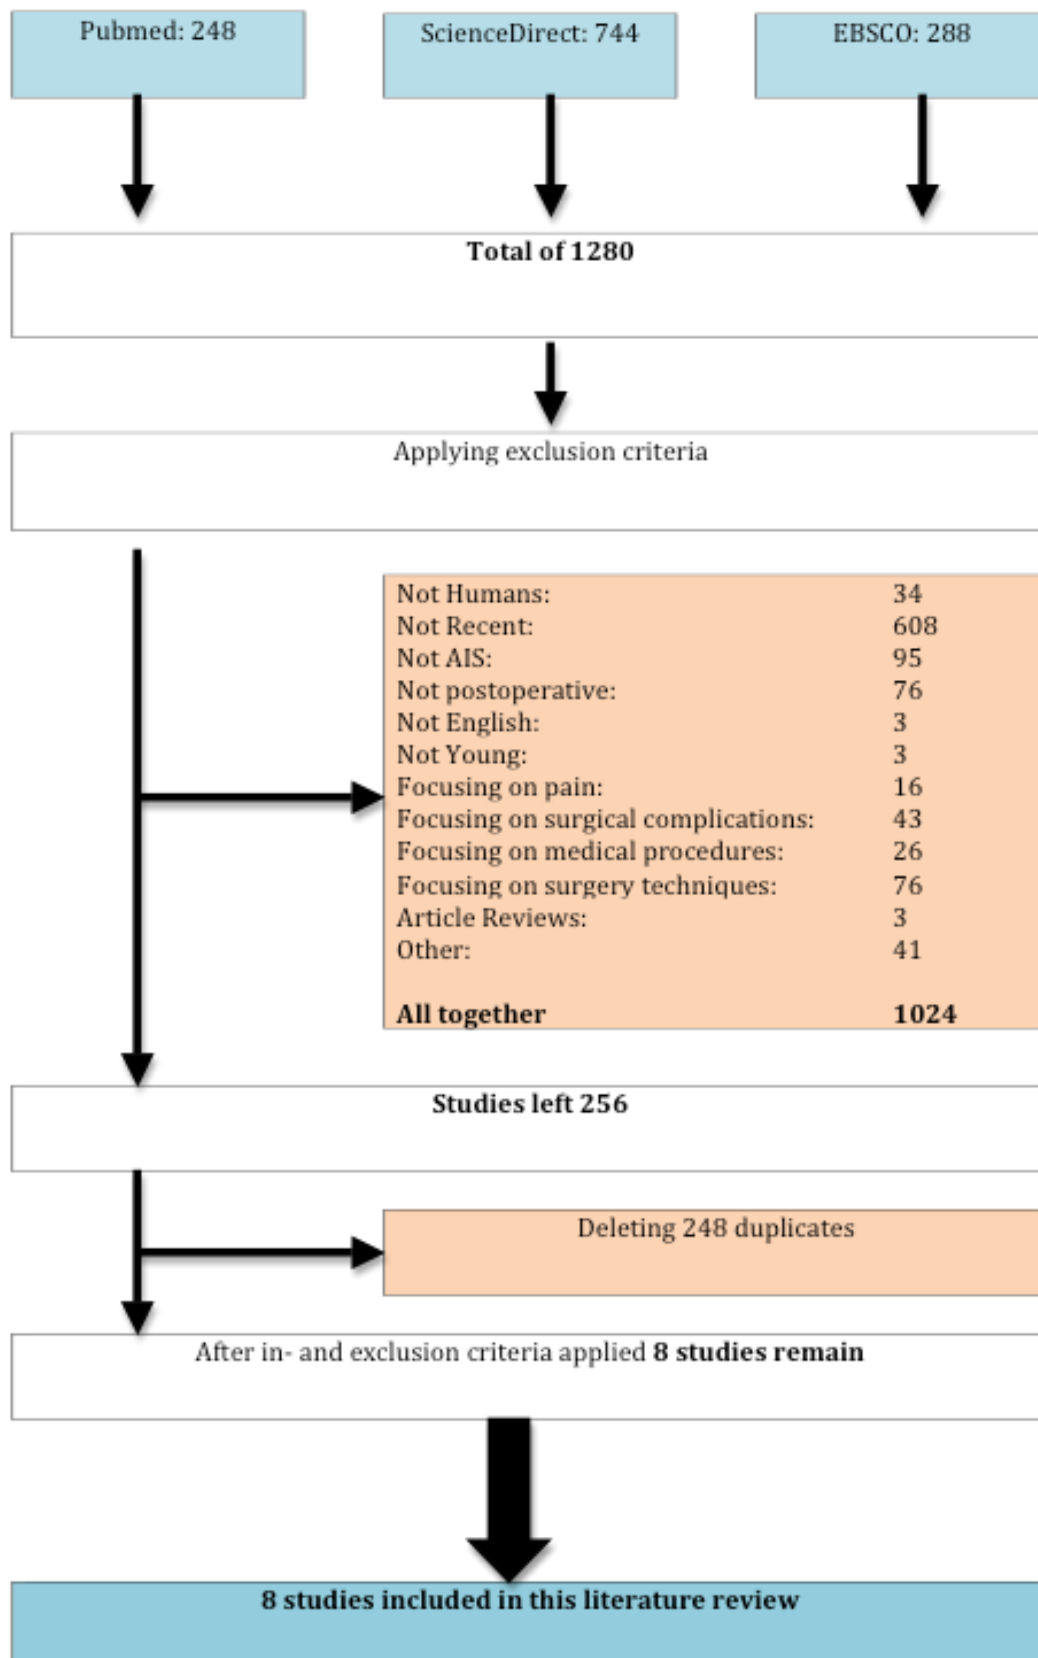 Pubmed: 248
ScienceDirect: 744
EBSCO: 288
Total of 1280
Applying exclusion criteria
Not Humans: 34
Not Recent: 608
Not AIS: 95
Not postoperative: 76
Not English: 3
Not Young: 3
Focusing on pain: 16
Focusing on surgical complications: 43
Focusing on medical procedures: 26
Focusing on surgery techniques: 76
Article Reviews: 3
Other: 41
All together 1024
Studies left 256
Deleting 248 duplicates
After in- and exclusion criteria applied 8 studies remain
8 studies included in this literature review